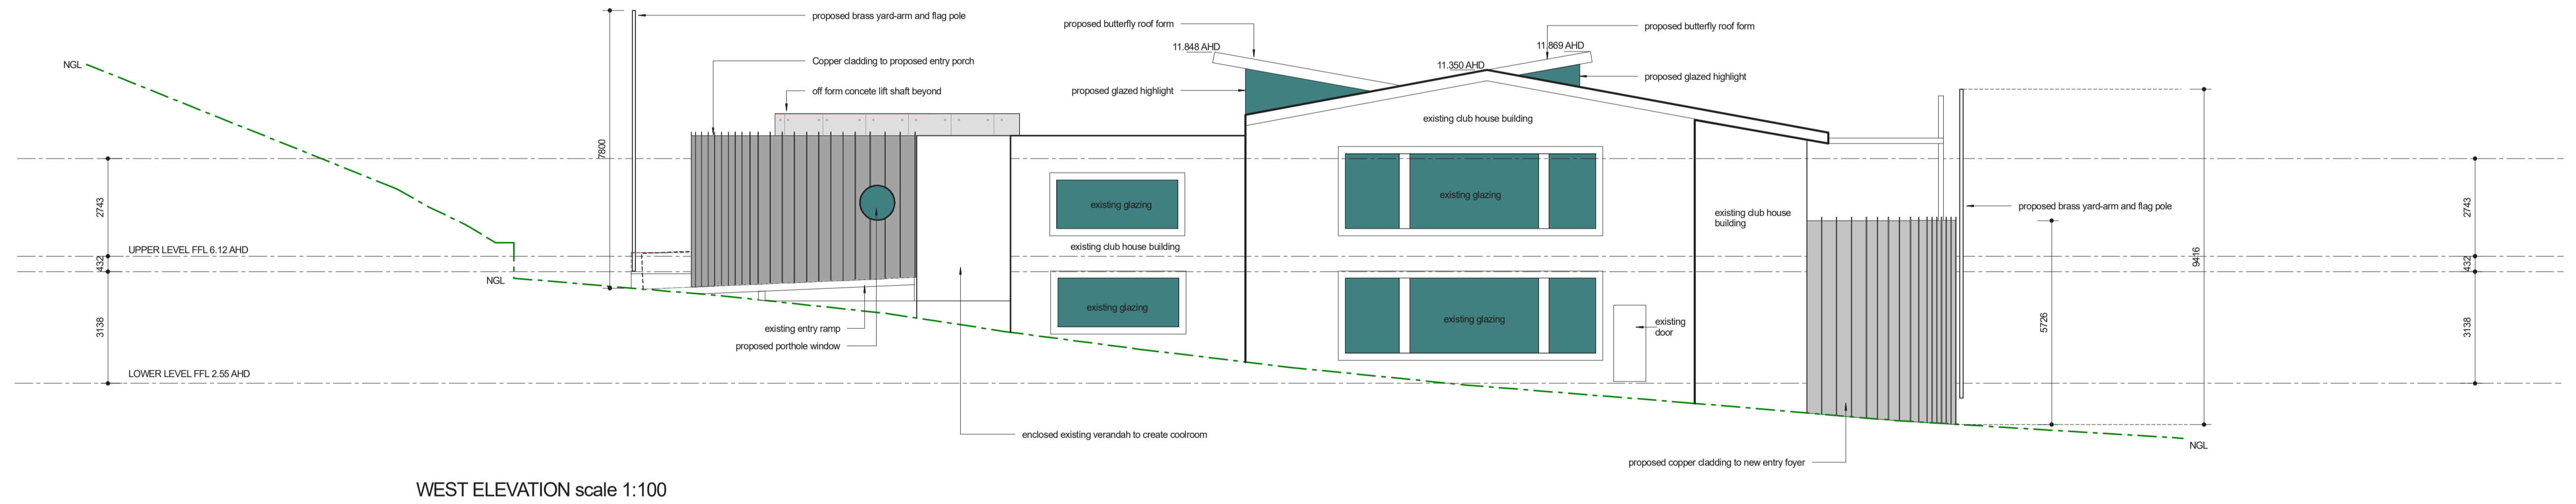 proposed brass yard-arm and flag pole
proposed butterfly roof form
proposed butterfly roof form
11.848 AHD
11.869 AHD
NGL
Copper cladding to proposed entry porch
11.350 AHD
proposed glazed highlight
off form concete lift shaft beyond
proposed glazed highlight
existing club house building
7800
2743
existing glazing
existing glazing
existing club house
building
proposed brass yard-arm and flag pole
2743
UPPER LEVEL FFL 6.12 AHD
existing club house building
9416
432
432
NGL
existing glazing
existing glazing
existing
door
5726
3138
existing entry ramp
proposed porthole window
3138
LOWER LEVEL FFL 2.55 AHD
enclosed existing verandah to create coolroom
NGL
proposed copper cladding to new entry foyer
WEST ELEVATION scale 1:100